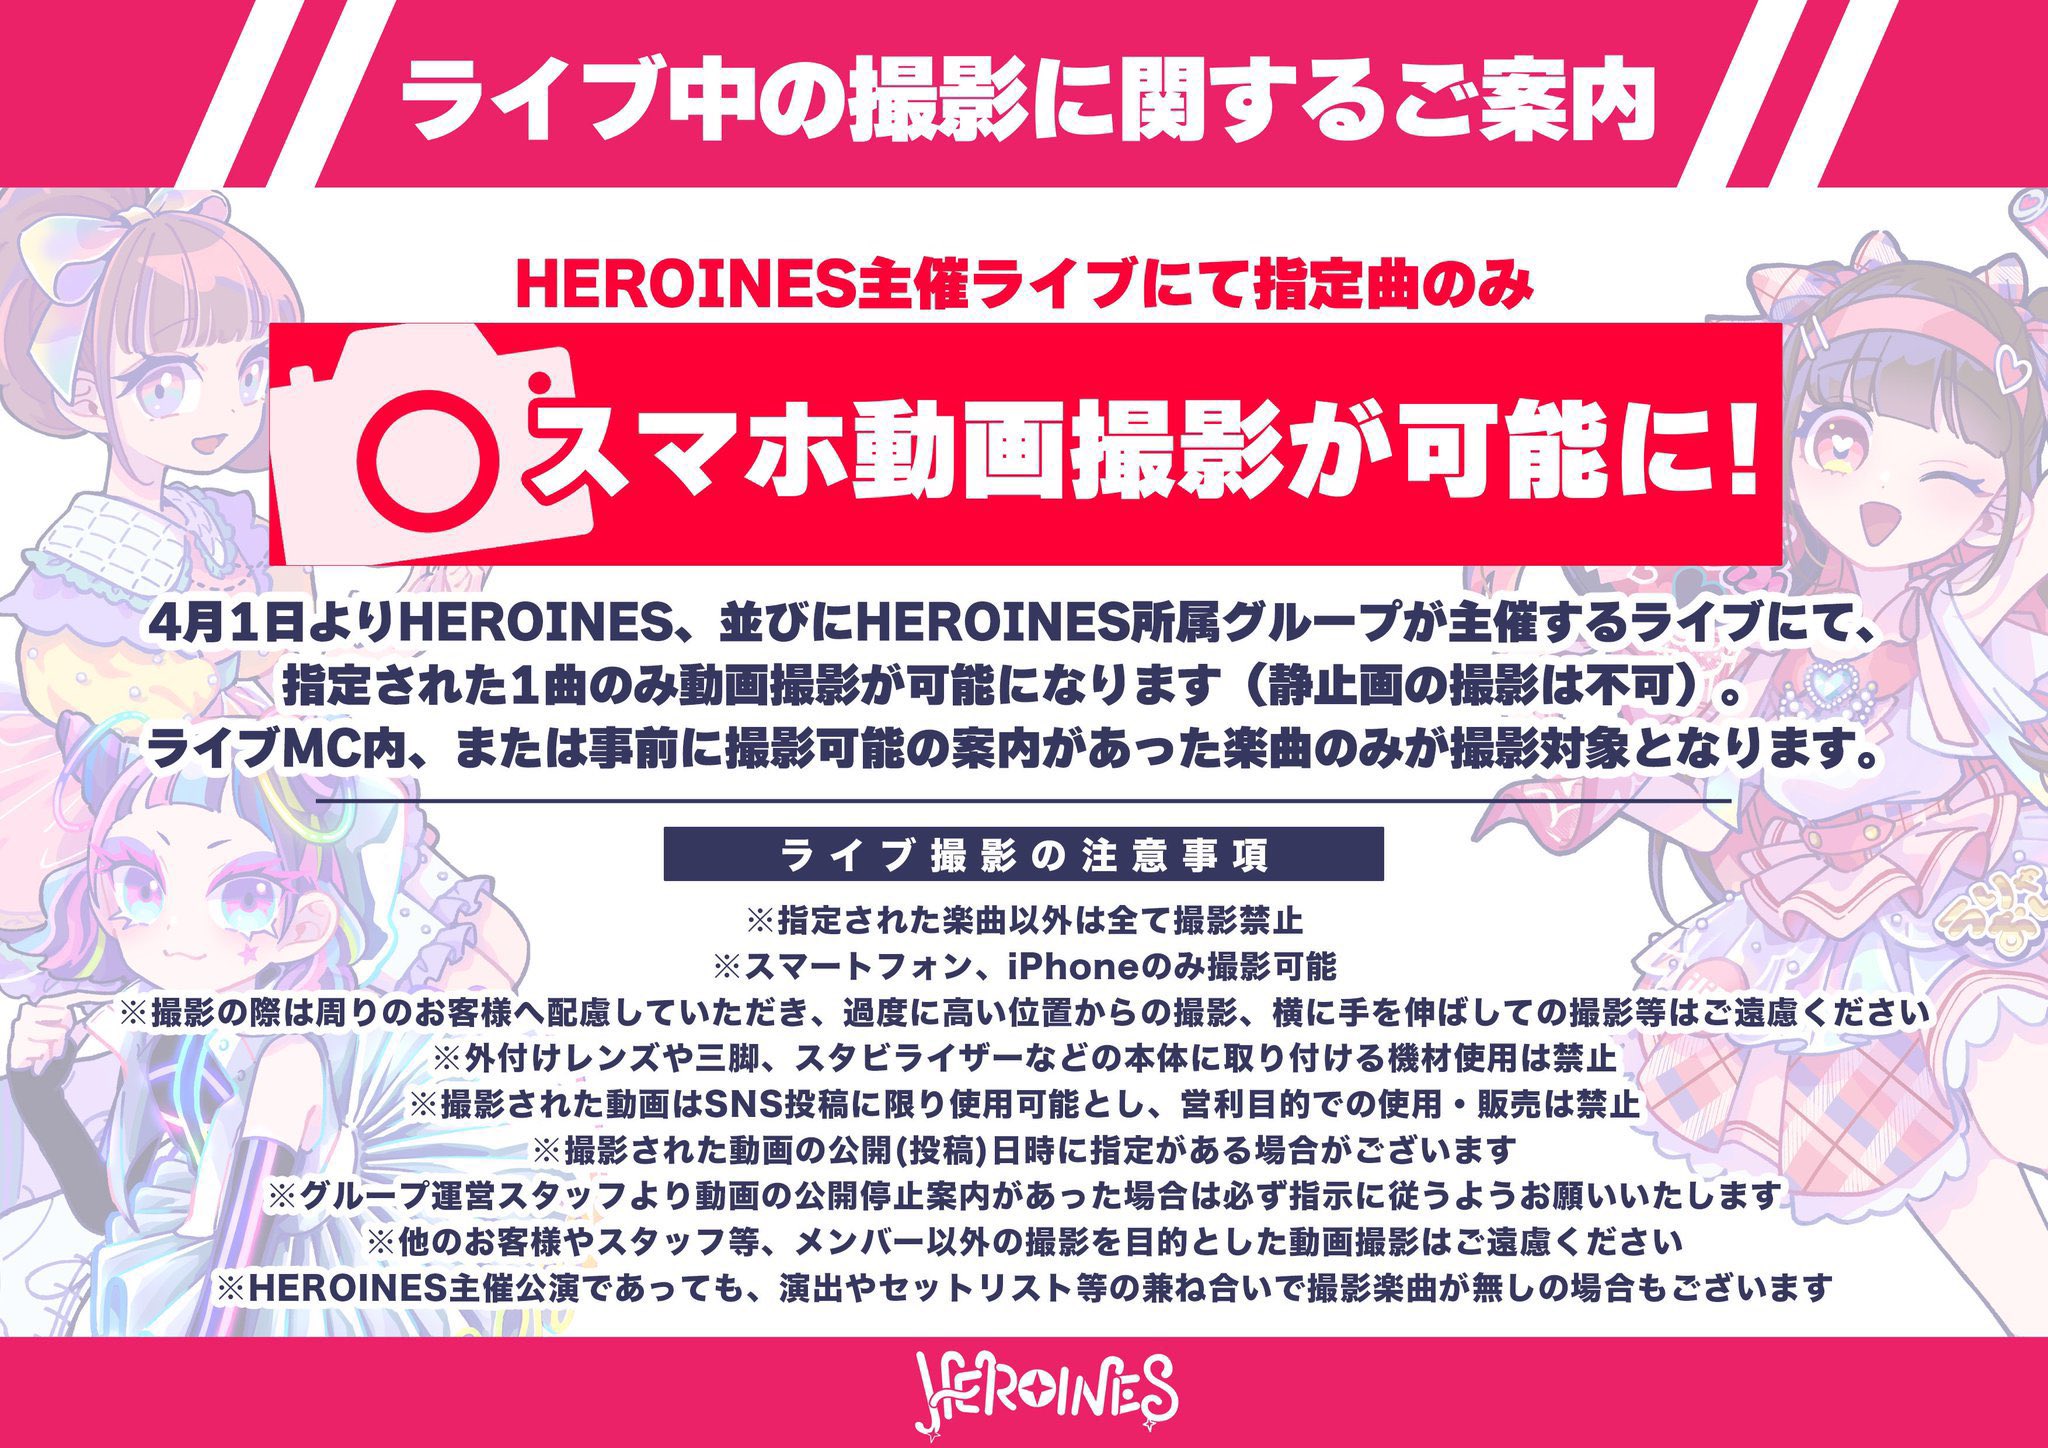 ライブ中の撮影に関するご案内
HEROINES主催ライブにて指定曲のみ
スマホ動画撮影が可能に!
4月1日よりHEROINES、並びにHEROINES所属グループが主催するライブにて、
指定された1曲のみ動画撮影が可能になります（静止画の撮影は不可）。
ライブMC内、または事前に撮影可能の案内があった楽曲のみが撮影対象となります。
ライブ撮影の注意事項
※指定された楽曲以外は全て撮影禁止
※スマートフォン、iPhoneのみ撮影可能
※撮影の際は周りのお客様へ配慮していただき、過度に高い位置からの撮影、横に手を伸ばしての撮影等はご遠慮ください
※外付けレンズや三脚、スタビライザーなどの本体に取り付ける機材使用は禁止
※撮影された動画はSNS投稿に限り使用可能とし、営利目的での使用・販売は禁止
※撮影された動画の公開(投稿)日時に指定がある場合がございます
※グループ運営スタッフより動画の公開停止案内があった場合は必ず指示に従うようお願いいたします
※他のお客様やスタッフ等、メンバー以外の撮影を目的とした動画撮影はご遠慮ください
※HEROINES主催公演であっても、演出やセットリスト等の兼ね合いで撮影楽曲が無しの場合もございます
HEROINES